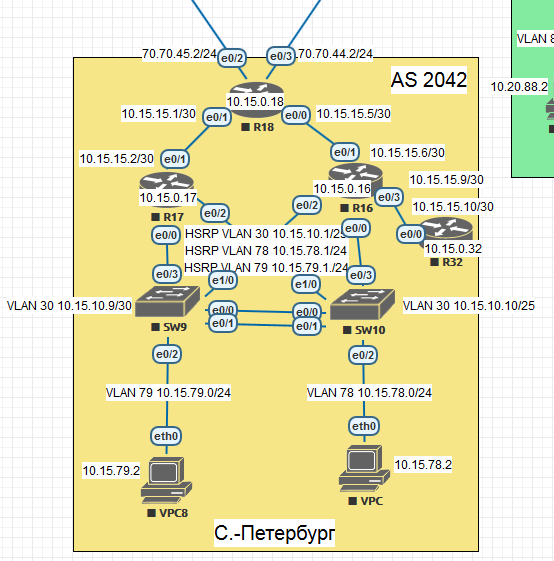 VLAN 8
10.20.88.2
70.70.45.2/24
e0/2
e0/3
70.70.44.2/24
AS 2042
10.15.0.18
R18
10.15.15.1/30
e0/1
e0/0
10.15.15.5/30
10.15.15.2/30
e0/1
e0/1
10.15.15.6/30
10.15.0.17
R17
10.15.0.16
R16
e0/3
10.15.15.9/30
10.15.15.10/30
e0/2
e0/2
e0/0
10.15.0.32
R32
e0/0
e0/0
HSRP VLAN 30 10.15.10.1/25
HSRP VLAN 78 10.15.78.1/24
HSRP VLAN 79 10.15.79.1/24
e0/3
e1/0
e1/0
e0/3
VLAN 30 10.15.10.9/30
SW9
e0/0
e0/0
e0/1
e0/1
SW10
VLAN 30 10.15.10.10/25
e0/2
e0/2
VLAN 79 10.15.79.0/24
VLAN 78 10.15.78.0/24
eth0
eth0
10.15.79.2
VPC8
10.15.78.2
VPC
С.-Петербург